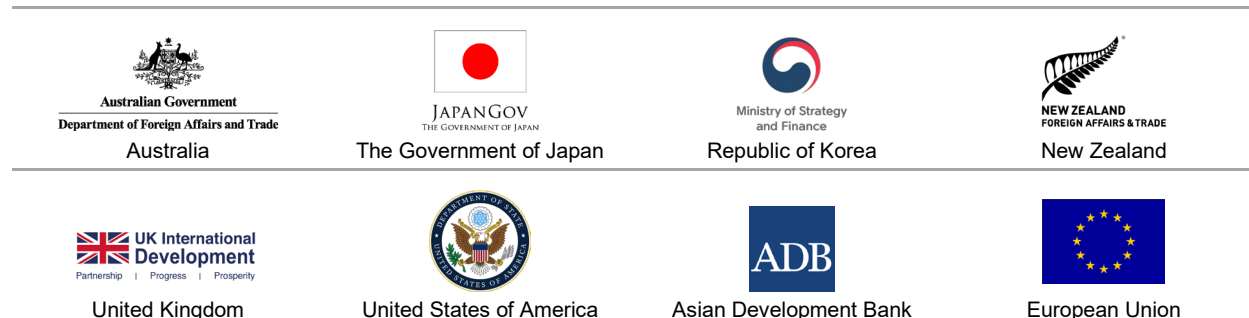 Australian Government
Department of Foreign Affairs and Trade
Australia
JAPANGOV
THE GOVERNMENT OF JAPAN
The Government of Japan
Ministry of Strategy
and Finance
Republic of Korea
NEW ZEALAND
FOREIGN AFFAIRS & TRADE
New Zealand
UK International
Development
Partnership | Progress | Prosperity
United Kingdom
DEPARTMENT OF STATE
UNITED STATES OF AMERICA
United States of America
ADB
Asian Development Bank
European Union